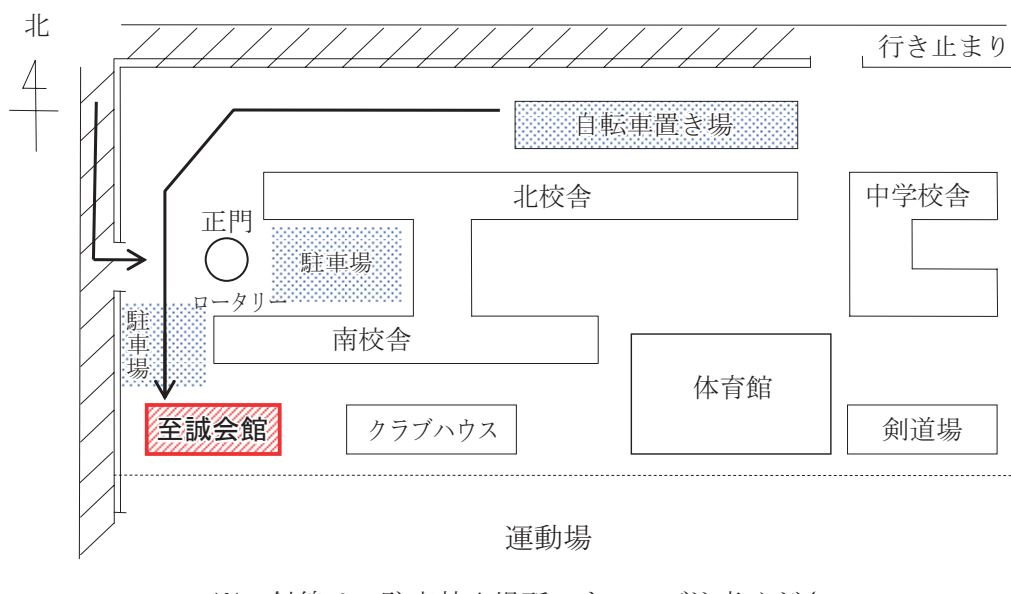 北
行き止まり
自転車置き場
北校舎
中学校舎
正門
駐車場
ロータリー
駐車場
南校舎
体育館
至誠会館
クラブハウス
剣道場
運動場